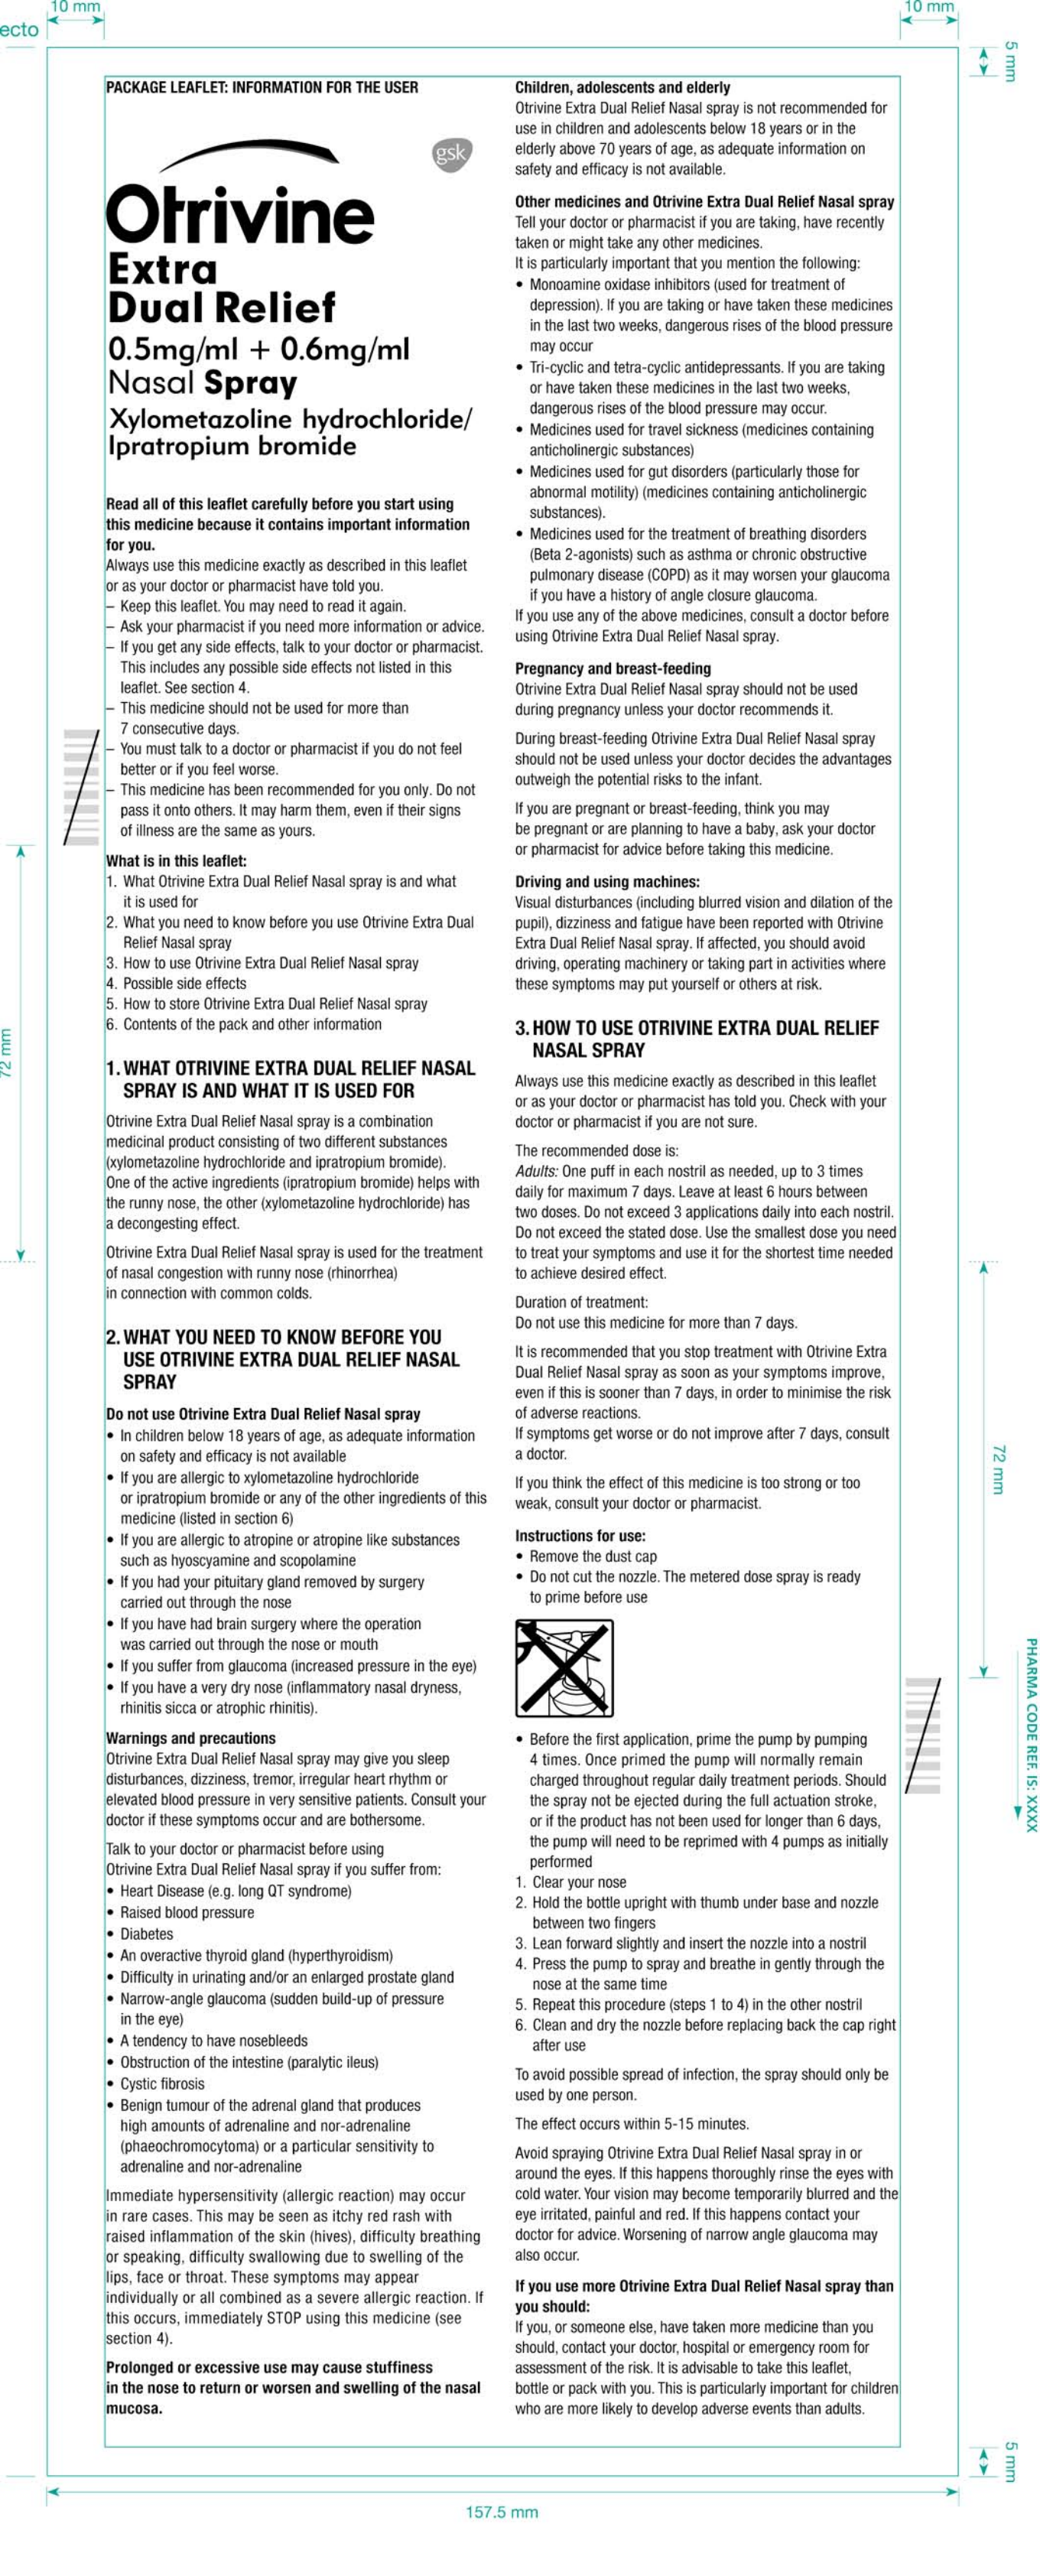 10 mm
10 mm
ecto
5 mm
PACKAGE LEAFLET: INFORMATION FOR THE USER
gsk
Otrivine
Extra
Dual Relief
0.5mg/ml + 0.6mg/ml
Nasal Spray
Xylometazoline hydrochloride/
Ipratropium bromide
Read all of this leaflet carefully before you start using
this medicine because it contains important information
for you.
Always use this medicine exactly as described in this leaflet
or as your doctor or pharmacist have told you.
– Keep this leaflet. You may need to read it again.
– Ask your pharmacist if you need more information or advice.
– If you get any side effects, talk to your doctor or pharmacist.
This includes any possible side effects not listed in this
leaflet. See section 4.
– This medicine should not be used for more than
7 consecutive days.
– You must talk to a doctor or pharmacist if you do not feel
better or if you feel worse.
– This medicine has been recommended for you only. Do not
pass it onto others. It may harm them, even if their signs
of illness are the same as yours.
What is in this leaflet:
1. What Otrivine Extra Dual Relief Nasal spray is and what
it is used for
2. What you need to know before you use Otrivine Extra Dual
Relief Nasal spray
3. How to use Otrivine Extra Dual Relief Nasal spray
4. Possible side effects
5. How to store Otrivine Extra Dual Relief Nasal spray
6. Contents of the pack and other information
1. WHAT OTRIVINE EXTRA DUAL RELIEF NASAL
SPRAY IS AND WHAT IT IS USED FOR
Otrivine Extra Dual Relief Nasal spray is a combination
medicinal product consisting of two different substances
(xylometazoline hydrochloride and ipratropium bromide).
One of the active ingredients (ipratropium bromide) helps with
the runny nose, the other (xylometazoline hydrochloride) has
a decongesting effect.
Otrivine Extra Dual Relief Nasal spray is used for the treatment
of nasal congestion with runny nose (rhinorrhea)
in connection with common colds.
2. WHAT YOU NEED TO KNOW BEFORE YOU
USE OTRIVINE EXTRA DUAL RELIEF NASAL
SPRAY
Do not use Otrivine Extra Dual Relief Nasal spray
• In children below 18 years of age, as adequate information
on safety and efficacy is not available
• If you are allergic to xylometazoline hydrochloride
or ipratropium bromide or any of the other ingredients of this
medicine (listed in section 6)
• If you are allergic to atropine or atropine like substances
such as hyoscyamine and scopolamine
• If you had your pituitary gland removed by surgery
carried out through the nose
• If you have had brain surgery where the operation
was carried out through the nose or mouth
• If you suffer from glaucoma (increased pressure in the eye)
• If you have a very dry nose (inflammatory nasal dryness,
rhinitis sicca or atrophic rhinitis).
Warnings and precautions
Otrivine Extra Dual Relief Nasal spray may give you sleep
disturbances, dizziness, tremor, irregular heart rhythm or
elevated blood pressure in very sensitive patients. Consult your
doctor if these symptoms occur and are bothersome.
Talk to your doctor or pharmacist before using
Otrivine Extra Dual Relief Nasal spray if you suffer from:
• Heart Disease (e.g. long QT syndrome)
• Raised blood pressure
• Diabetes
• An overactive thyroid gland (hyperthyroidism)
• Difficulty in urinating and/or an enlarged prostate gland
• Narrow-angle glaucoma (sudden build-up of pressure
in the eye)
• A tendency to have nosebleeds
• Obstruction of the intestine (paralytic ileus)
• Cystic fibrosis
• Benign tumour of the adrenal gland that produces
high amounts of adrenaline and nor-adrenaline
(phaeochromocytoma) or a particular sensitivity to
adrenaline and nor-adrenaline
Immediate hypersensitivity (allergic reaction) may occur
in rare cases. This may be seen as itchy red rash with
raised inflammation of the skin (hives), difficulty breathing
or speaking, difficulty swallowing due to swelling of the
lips, face or throat. These symptoms may appear
individually or all combined as a severe allergic reaction. If
this occurs, immediately STOP using this medicine (see
section 4).
Prolonged or excessive use may cause stuffiness
in the nose to return or worsen and swelling of the nasal
mucosa.
Children, adolescents and elderly
Otrivine Extra Dual Relief Nasal spray is not recommended for
use in children and adolescents below 18 years or in the
elderly above 70 years of age, as adequate information on
safety and efficacy is not available.
Other medicines and Otrivine Extra Dual Relief Nasal spray
Tell your doctor or pharmacist if you are taking, have recently
taken or might take any other medicines.
It is particularly important that you mention the following:
• Monoamine oxidase inhibitors (used for treatment of
depression). If you are taking or have taken these medicines
in the last two weeks, dangerous rises of the blood pressure
may occur
• Tri-cyclic and tetra-cyclic antidepressants. If you are taking
or have taken these medicines in the last two weeks,
dangerous rises of the blood pressure may occur.
• Medicines used for travel sickness (medicines containing
anticholinergic substances)
• Medicines used for gut disorders (particularly those for
abnormal motility) (medicines containing anticholinergic
substances).
• Medicines used for the treatment of breathing disorders
(Beta 2-agonists) such as asthma or chronic obstructive
pulmonary disease (COPD) as it may worsen your glaucoma
if you have a history of angle closure glaucoma.
If you use any of the above medicines, consult a doctor before
using Otrivine Extra Dual Relief Nasal spray.
Pregnancy and breast-feeding
Otrivine Extra Dual Relief Nasal spray should not be used
during pregnancy unless your doctor recommends it.
During breast-feeding Otrivine Extra Dual Relief Nasal spray
should not be used unless your doctor decides the advantages
outweigh the potential risks to the infant.
If you are pregnant or breast-feeding, think you may
be pregnant or are planning to have a baby, ask your doctor
or pharmacist for advice before taking this medicine.
Driving and using machines:
Visual disturbances (including blurred vision and dilation of the
pupil), dizziness and fatigue have been reported with Otrivine
Extra Dual Relief Nasal spray. If affected, you should avoid
driving, operating machinery or taking part in activities where
these symptoms may put yourself or others at risk.
3. HOW TO USE OTRIVINE EXTRA DUAL RELIEF
NASAL SPRAY
Always use this medicine exactly as described in this leaflet
or as your doctor or pharmacist has told you. Check with your
doctor or pharmacist if you are not sure.
The recommended dose is:
Adults: One puff in each nostril as needed, up to 3 times
daily for maximum 7 days. Leave at least 6 hours between
two doses. Do not exceed 3 applications daily into each nostril.
Do not exceed the stated dose. Use the smallest dose you need
to treat your symptoms and use it for the shortest time needed
to achieve desired effect.
Duration of treatment:
Do not use this medicine for more than 7 days.
It is recommended that you stop treatment with Otrivine Extra
Dual Relief Nasal spray as soon as your symptoms improve,
even if this is sooner than 7 days, in order to minimise the risk
of adverse reactions.
If symptoms get worse or do not improve after 7 days, consult
a doctor.
If you think the effect of this medicine is too strong or too
weak, consult your doctor or pharmacist.
Instructions for use:
• Remove the dust cap
• Do not cut the nozzle. The metered dose spray is ready
to prime before use
• Before the first application, prime the pump by pumping
4 times. Once primed the pump will normally remain
charged throughout regular daily treatment periods. Should
the spray not be ejected during the full actuation stroke,
or if the product has not been used for longer than 6 days,
the pump will need to be reprimed with 4 pumps as initially
performed
1. Clear your nose
2. Hold the bottle upright with thumb under base and nozzle
between two fingers
3. Lean forward slightly and insert the nozzle into a nostril
4. Press the pump to spray and breathe in gently through the
nose at the same time
5. Repeat this procedure (steps 1 to 4) in the other nostril
6. Clean and dry the nozzle before replacing back the cap right
after use
To avoid possible spread of infection, the spray should only be
used by one person.
The effect occurs within 5-15 minutes.
Avoid spraying Otrivine Extra Dual Relief Nasal spray in or
around the eyes. If this happens thoroughly rinse the eyes with
cold water. Your vision may become temporarily blurred and the
eye irritated, painful and red. If this happens contact your
doctor for advice. Worsening of narrow angle glaucoma may
also occur.
If you use more Otrivine Extra Dual Relief Nasal spray than
you should:
If you, or someone else, have taken more medicine than you
should, contact your doctor, hospital or emergency room for
assessment of the risk. It is advisable to take this leaflet,
bottle or pack with you. This is particularly important for children
who are more likely to develop adverse events than adults.
72 mm
72 mm
PHARMA CODE REF. IS: XXXX
5 mm
157.5 mm